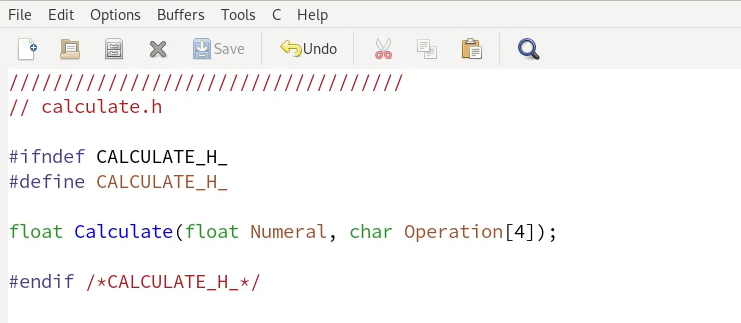 File Edit Options Buffers Tools C Help
Save Undo
////////////////////////////////////
// calculate.h
#ifndef CALCULATE_H_
#define CALCULATE_H_
float Calculate(float Numeral, char Operation[4]);
#endif /*CALCULATE_H_*/